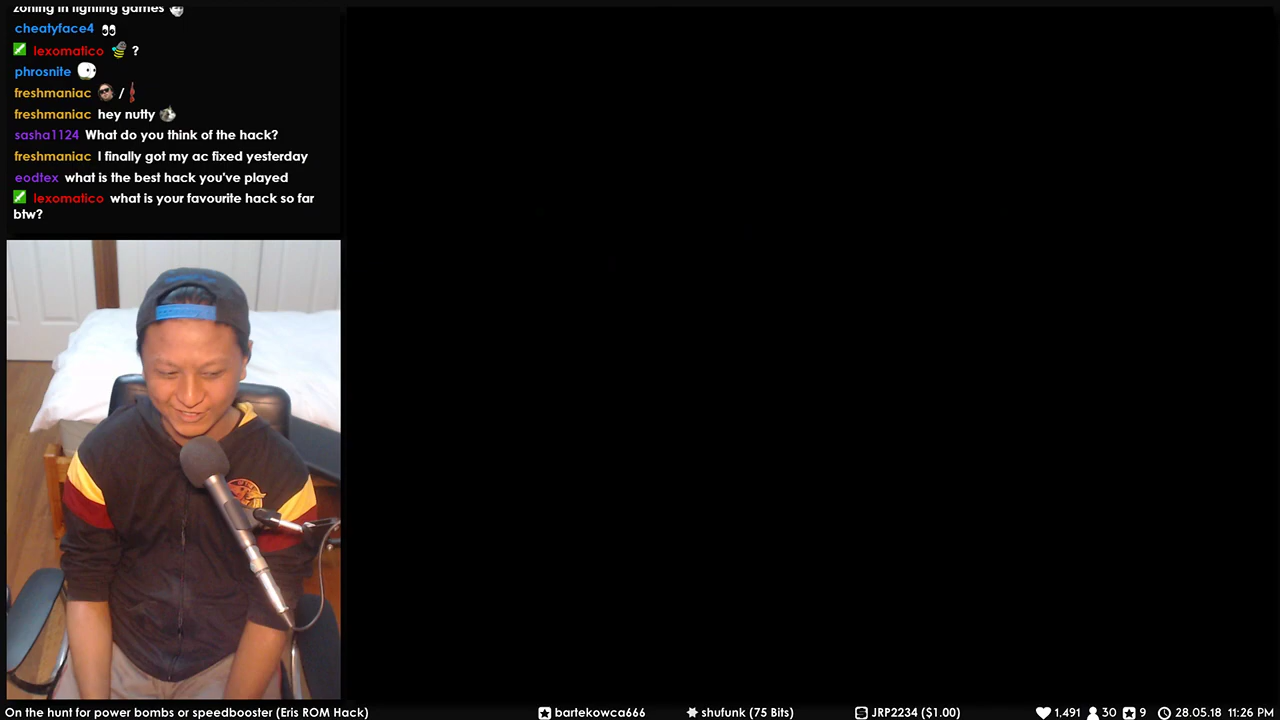 zoning in fighting games
cheatyface4
lexomatico ?
phrosnite
freshmaniac /
freshmaniac hey nutty
sasha1124 What do you think of the hack?
freshmaniac I finally got my ac fixed yesterday
eodtex what is the best hack you've played
lexomatico what is your favourite hack so far
btw?
On the hunt for power bombs or speedbooster (Eris ROM Hack) bartekowca666 shufunk (75 Bits) JRP2234 ($1.00) 1,491 30 9 28.05.18 11:26 PM